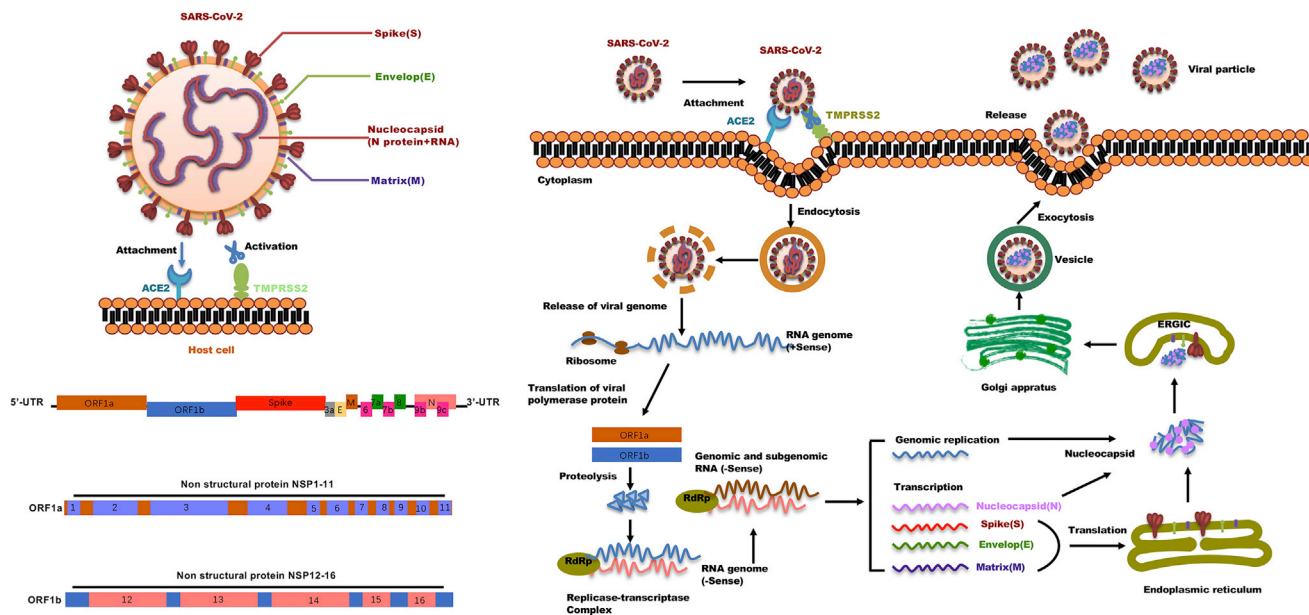 SARS-CoV-2
Spike(S)
Envelop(E)
Nucleocapsid
(N protein+RNA)
Matrix(M)
Attachment
Activation
ACE2
TMPRSS2
Host cell
5'-UTR
ORF1a
ORF1b
Spike
3a
E
M
6
7a
7b
8
9b
N
9c
3'-UTR
Non structural protein NSP1-11
ORF1a
1 2 3 4 5 6 7 8 9 10 11
Non structural protein NSP12-16
ORF1b
12 13 14 15 16
SARS-CoV-2
SARS-CoV-2
Attachment
ACE2
TMPRSS2
Cytoplasm
Endocytosis
Release of viral genome
Ribosome
RNA genome
(+Sense)
Translation of viral
polymerase protein
ORF1a
ORF1b
Proteolysis
RdRp
Replicase-transcriptase
Complex
RNA genome
(-Sense)
Genomic and subgenomic
RNA (-Sense)
RdRp
Genomic replication
Transcription
Nucleocapsid(N)
Spike(S)
Envelop(E)
Matrix(M)
Translation
Endoplasmic reticulum
Nucleocapsid
ERGIC
Golgi appratus
Vesicle
Exocytosis
Release
Viral particle